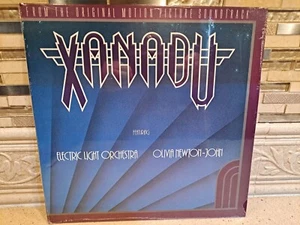 FROM THE ORIGINAL MOTION PICTURE SOUNDTRACK
XANADU
FEATURING
ELECTRIC LIGHT ORCHESTRA OLIVIA NEWTON-JOHN